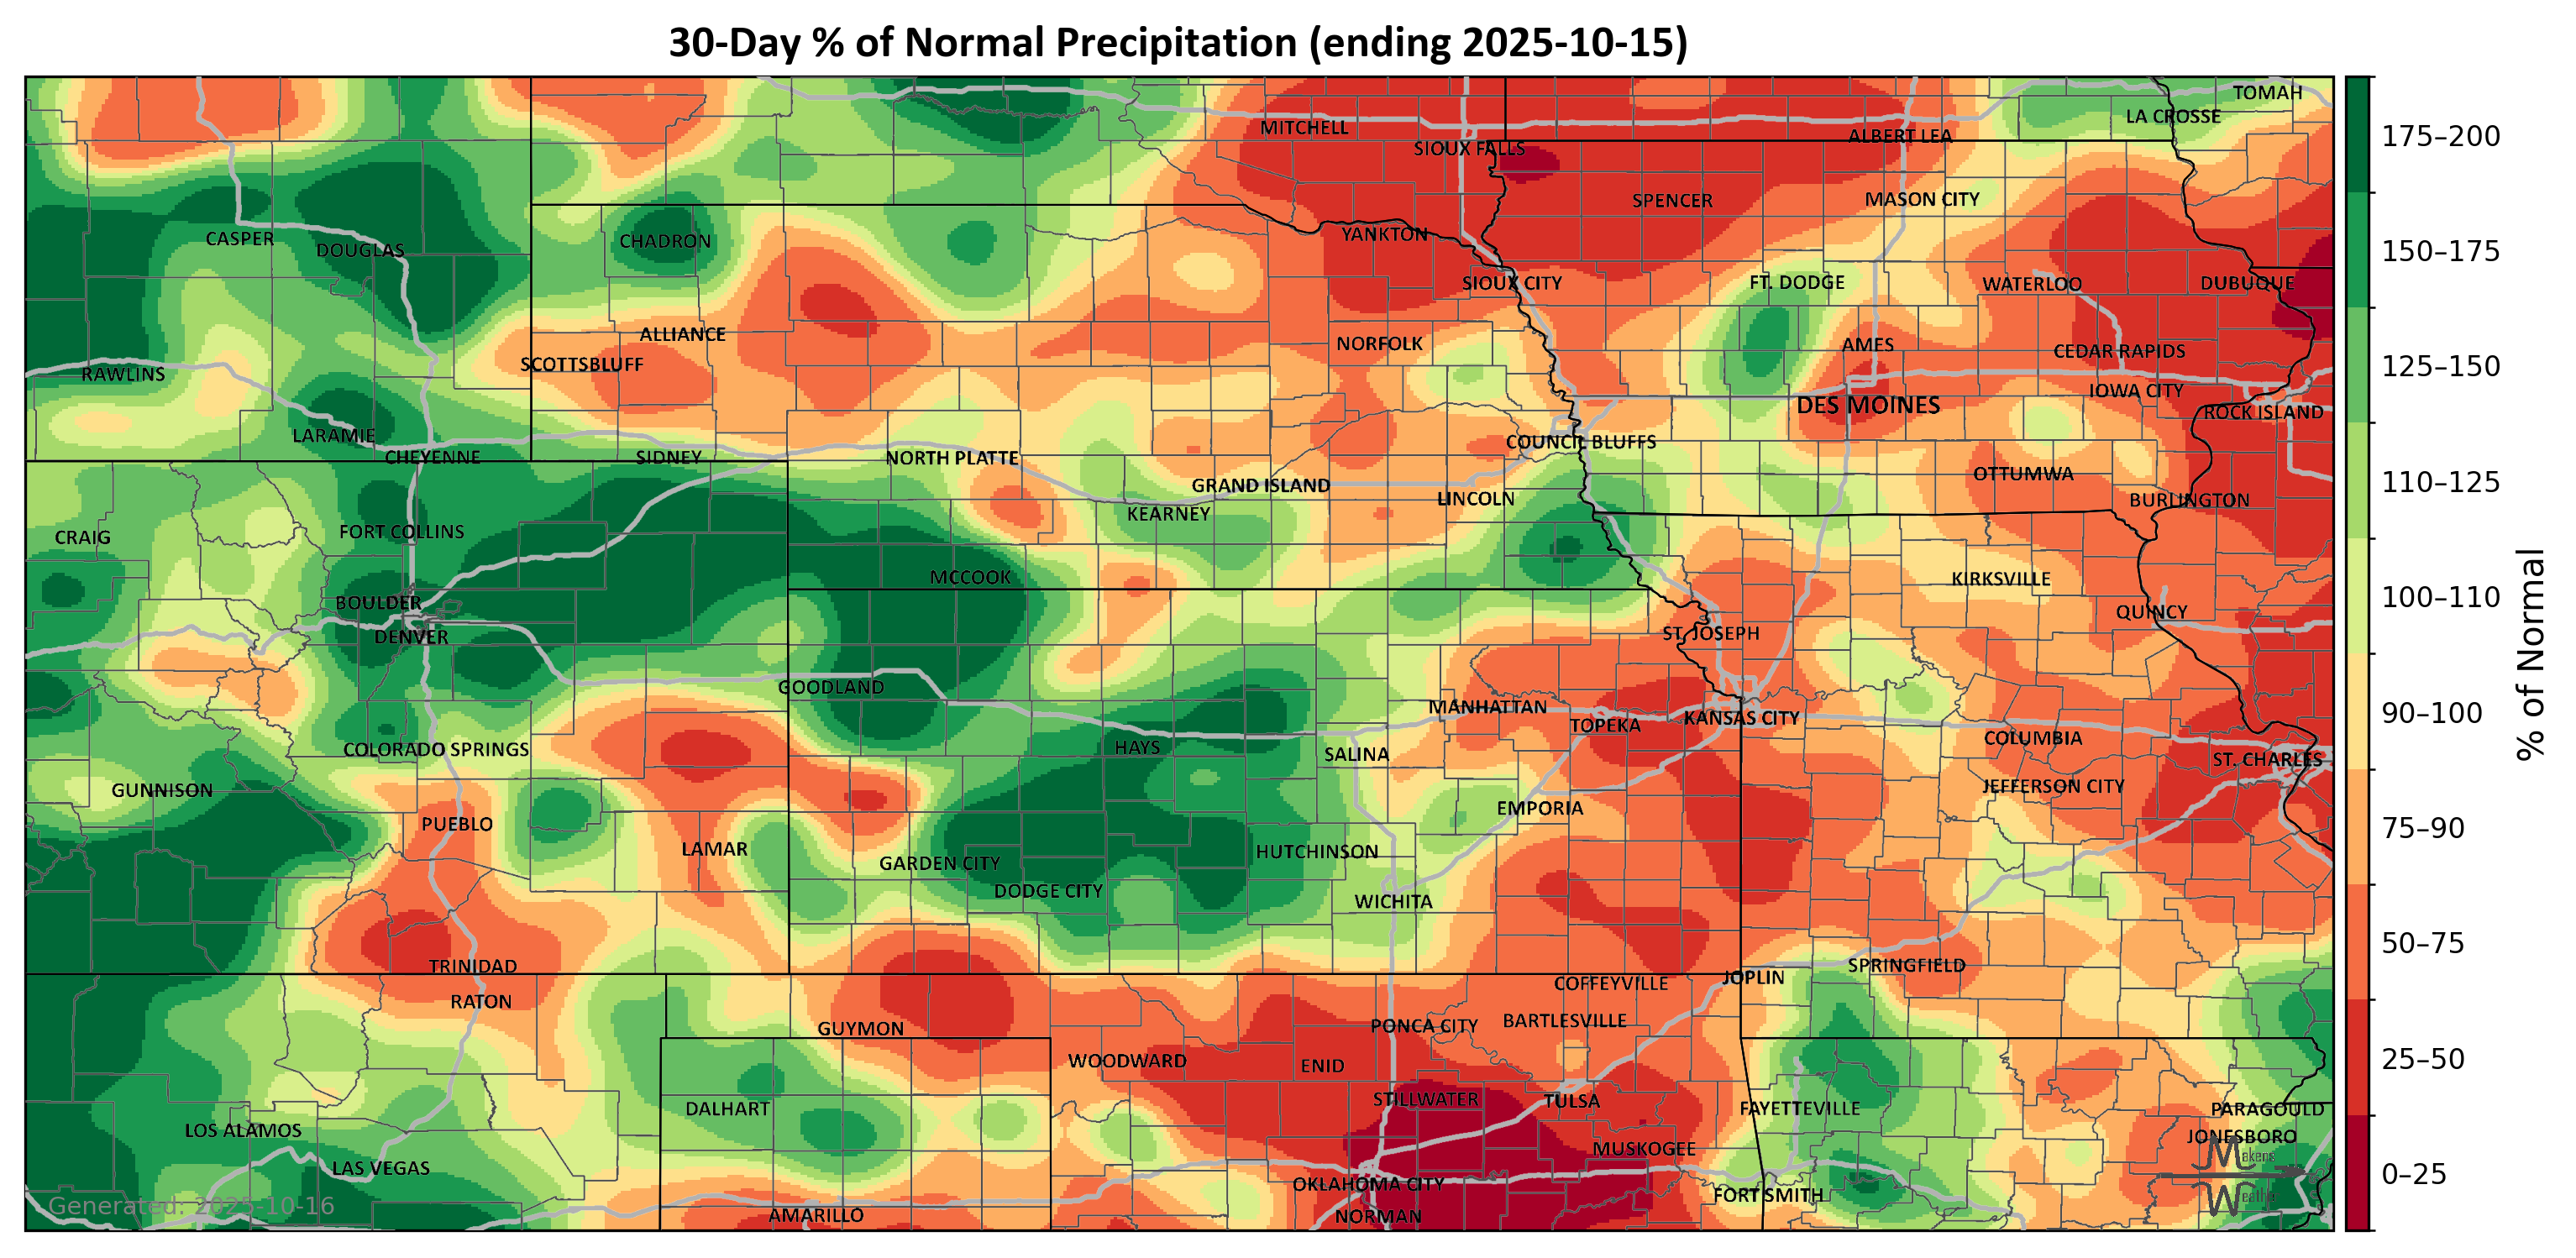 30-Day % of Normal Precipitation (ending 2025-10-15)
TOMAH
LA CROSSE
MITCHELL
ALBERT LEA
SIOUX FALLS
SPENCER
MASON CITY
YANKTON
CASPER
CHADRON
DOUGLAS
SIOUX CITY
FT. DODGE
WATERLOO
DUBUQUE
ALLIANCE
NORFOLK
AMES
CEDAR RAPIDS
SCOTTSBLUFF
RAWLINS
IOWA CITY
DES MOINES
ROCK ISLAND
LARAMIE
COUNCIL BLUFFS
CHEYENNE
SIDNEY
NORTH PLATTE
OTTUMWA
GRAND ISLAND
LINCOLN
BURLINGTON
KEARNEY
FORT COLLINS
CRAIG
MCCOOK
KIRKSVILLE
BOULDER
QUINCY
DENVER
ST. JOSEPH
GOODLAND
MANHATTAN
TOPEKA
KANSAS CITY
COLUMBIA
COLORADO SPRINGS
HAYS
SALINA
ST. CHARLES
GUNNISON
JEFFERSON CITY
EMPORIA
PUEBLO
LAMAR
HUTCHINSON
GARDEN CITY
DODGE CITY
WICHITA
TRINIDAD
SPRINGFIELD
JOPLIN
COFFEYVILLE
RATON
BARTLESVILLE
PONCA CITY
GUYMON
WOODWARD
ENID
STILLWATER
TULSA
DALHART
FAYETTEVILLE
PARAGOULD
LOS ALAMOS
JONESBORO
MUSKOGEE
LAS VEGAS
OKLAHOMA CITY
FORT SMITH
AMARILLO
NORMAN
Generated: 2025-10-16
Makens
Weather
175–200
150–175
125–150
110–125
100–110
90–100
75–90
50–75
25–50
0–25
% of Normal